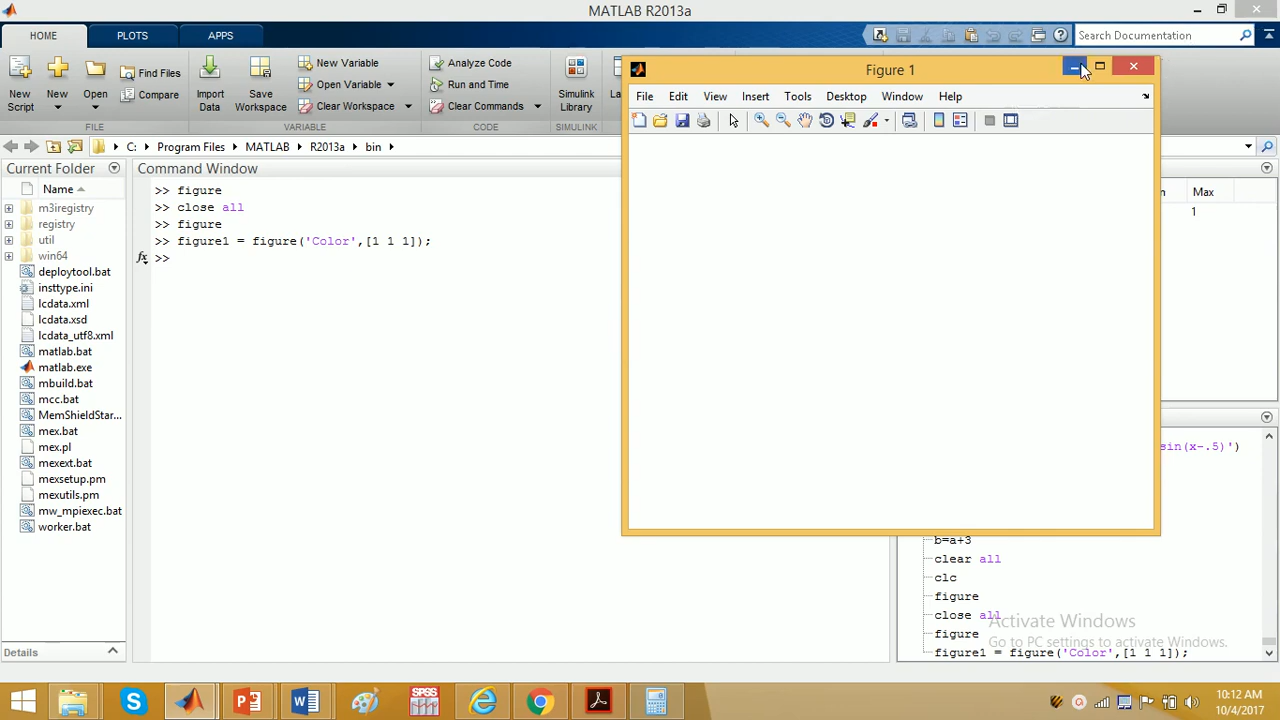 MATLAB R2013a
HOME
PLOTS
APPS
Search Documentation
New Script
New
Open
Find Files
Compare
Import Data
Save Workspace
New Variable
Open Variable
Clear Workspace
Analyze Code
Run and Time
Clear Commands
Simulink Library
FILE
VARIABLE
CODE
SIMULINK
C: Program Files MATLAB R2013a bin
Current Folder
Name
m3iregistry
registry
util
win64
deploytool.bat
insttype.ini
lcdata.xml
lcdata.xsd
lcdata_utf8.xml
matlab.bat
matlab.exe
mbuild.bat
mcc.bat
MemShieldStar...
mex.bat
mex.pl
mexext.bat
mexsetup.pm
mexutils.pm
mw_mpiexec.bat
worker.bat
Details
Command Window
>> figure
>> close all
>> figure
>> figure1 = figure('Color',[1 1 1]);
fx >>
Figure 1
File Edit View Insert Tools Desktop Window Help
Max
1
sin(x-.5)')
b=a+3
clear all
clc
figure
close all
figure
figure1 = figure('Color',[1 1 1]);
Activate Windows
Go to PC settings to activate Windows.
SPSS
10:12 AM
10/4/2017